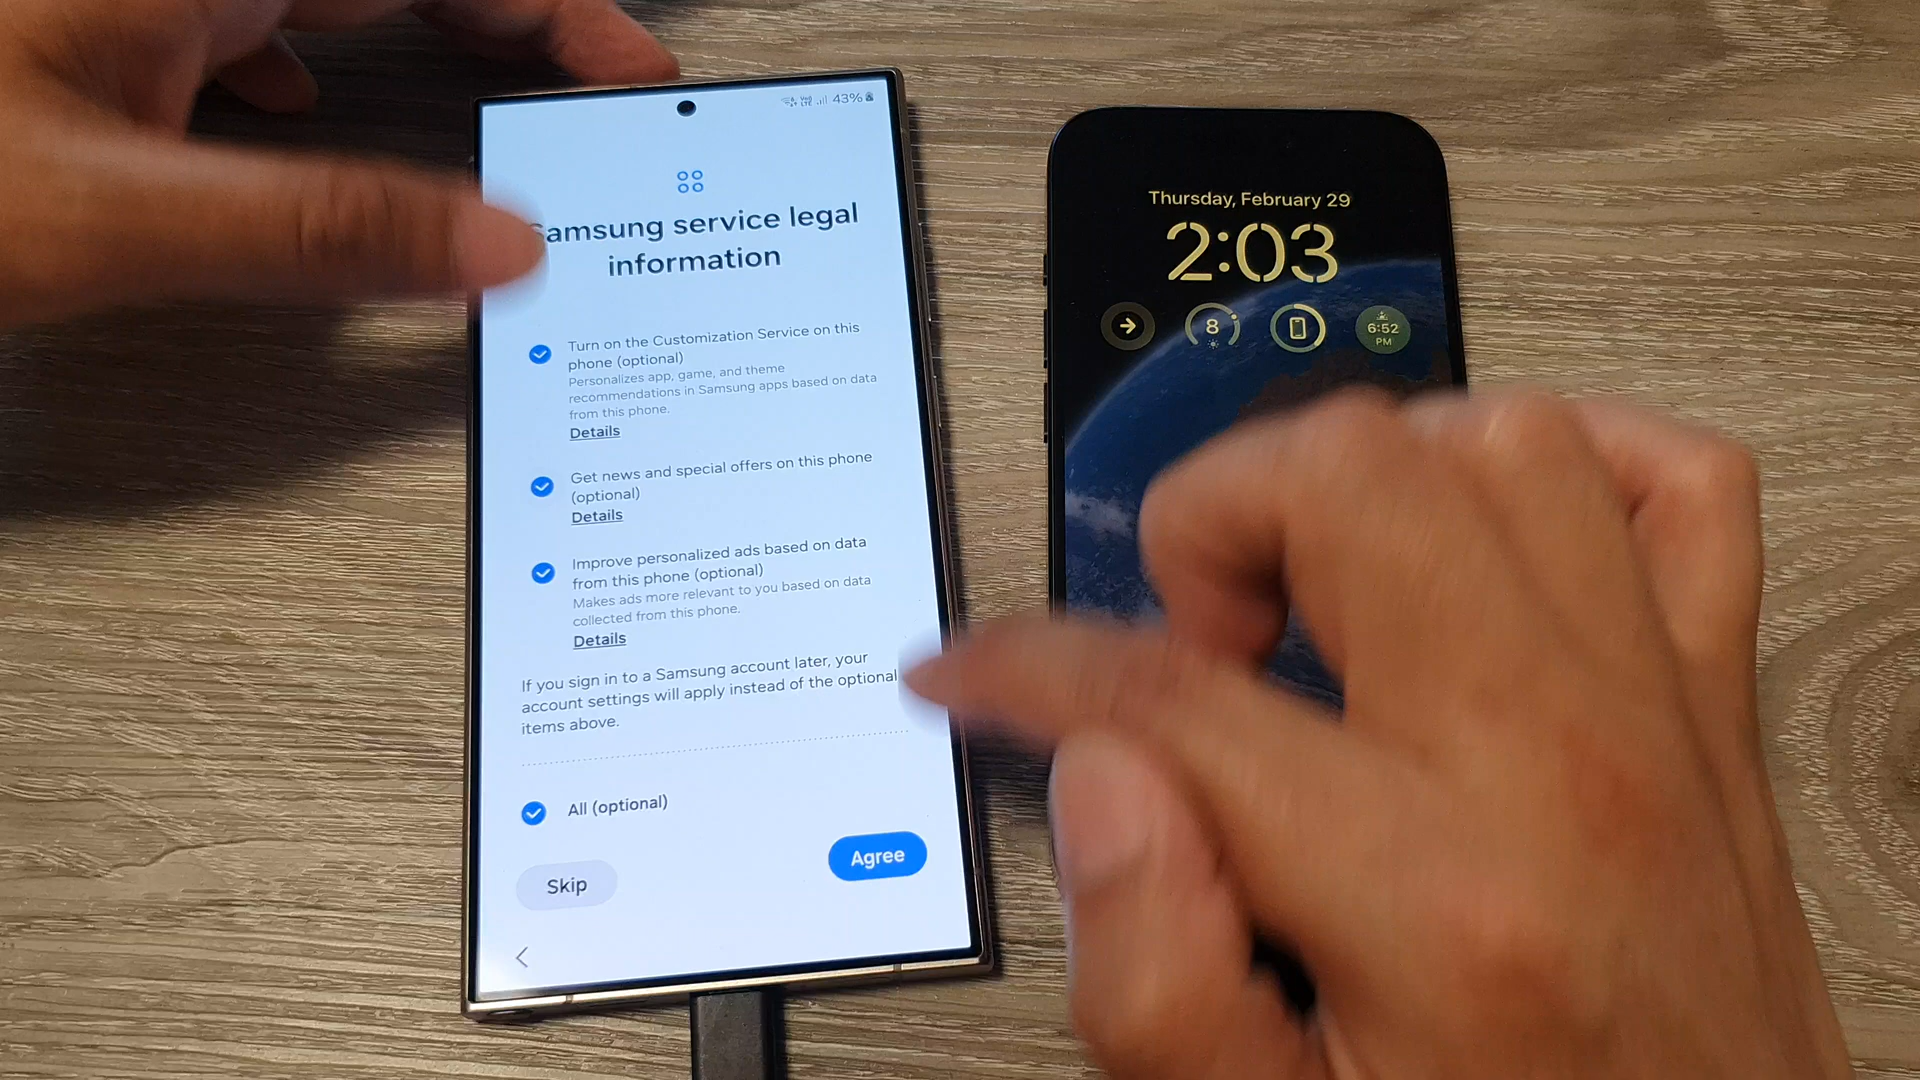 43%
Samsung service legal
information
Turn on the Customization Service on this
phone (optional)
Personalizes app, game, and theme
recommendations in Samsung apps based on data
from this phone.
Details
Get news and special offers on this phone
(optional)
Details
Improve personalized ads based on data
from this phone (optional)
Makes ads more relevant to you based on data
collected from this phone.
Details
If you sign in to a Samsung account later, your
account settings will apply instead of the optional
items above.
All (optional)
Skip
Agree
Thursday, February 29
2:03
8
6:52
PM